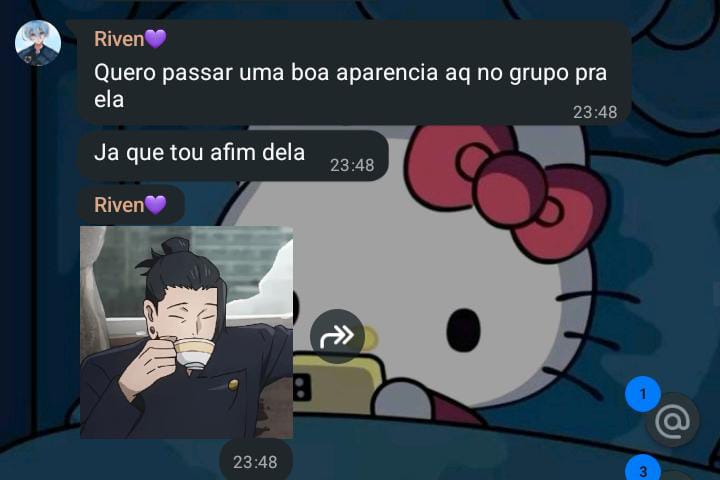 Riven💜
Quero passar uma boa aparencia aq no grupo pra
ela
23:48
Ja que tou afim dela
23:48
Riven💜
23:48
1
@
3